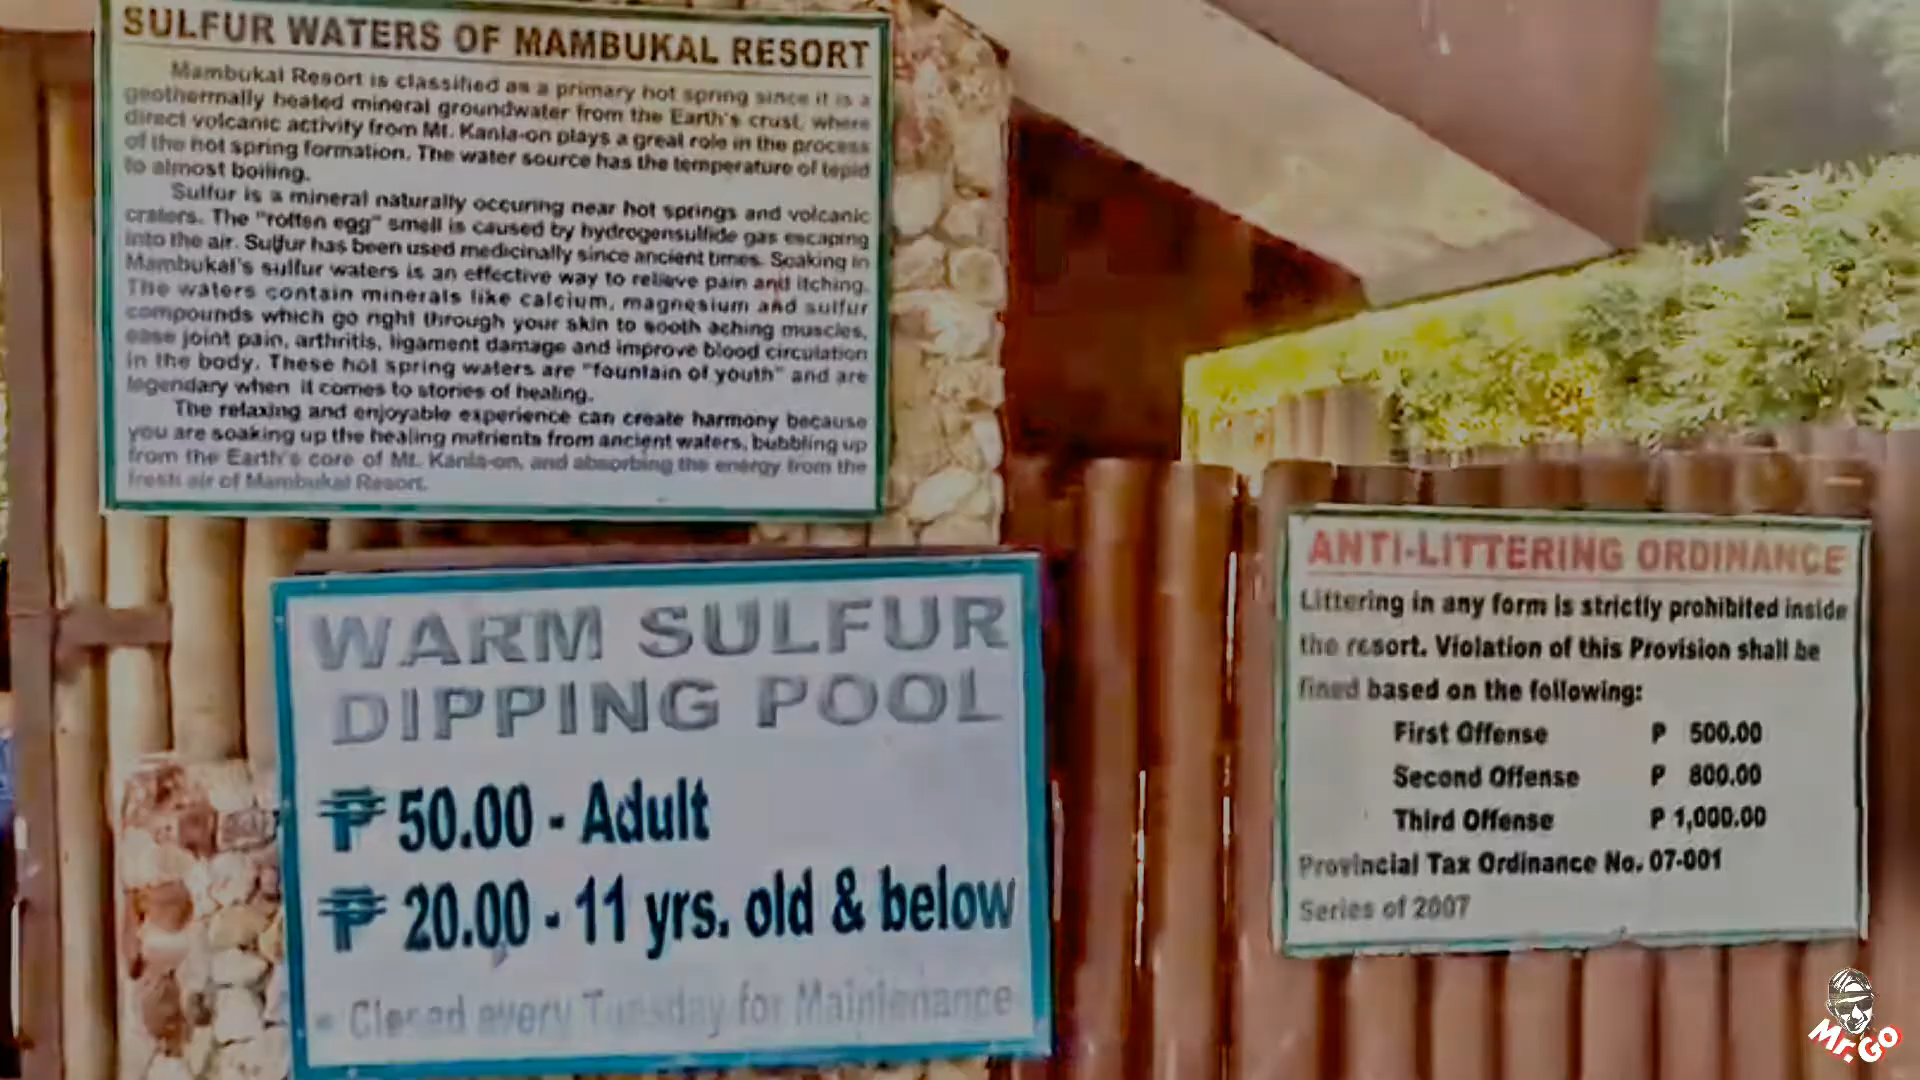 SULFUR WATERS OF MAMBUKAL RESORT
Mambukal Resort is classified as a primary hot spring since it is a
geothermally heated mineral groundwater from the Earth's crust, where
direct volcanic activity from Mt. Kanla-on plays a great role in the process
of the hot spring formation. The water source has the temperature of tepid
to almost boiling.
Sulfur is a mineral naturally occuring near hot springs and volcanic
craters. The "rotten egg" smell is caused by hydrogensulfide gas escaping
into the air. Sulfur has been used medicinally since ancient times. Soaking in
Mambukal's sulfur waters is an effective way to relieve pain and itching.
The waters contain minerals like calcium, magnesium and sulfur
compounds which go right through your skin to sooth aching muscles,
ease joint pain, arthritis, ligament damage and improve blood circulation
in the body. These hot spring waters are "fountain of youth" and are
legendary when it comes to stories of healing.
The relaxing and enjoyable experience can create harmony because
you are soaking up the healing nutrients from ancient waters, bubbling up
from the Earth's core of Mt. Kanla-on, and absorbing the energy from the
fresh air of Mambukal Resort.
WARM SULFUR
DIPPING POOL
₱ 50.00 - Adult
₱ 20.00 - 11 yrs. old & below
- Closed every Tuesday for Maintenance
ANTI-LITTERING ORDINANCE
Littering in any form is strictly prohibited inside
the resort. Violation of this Provision shall be
fined based on the following:
First Offense P 500.00
Second Offense P 800.00
Third Offense P 1,000.00
Provincial Tax Ordinance No. 07-001
Series of 2007
Mr. Go